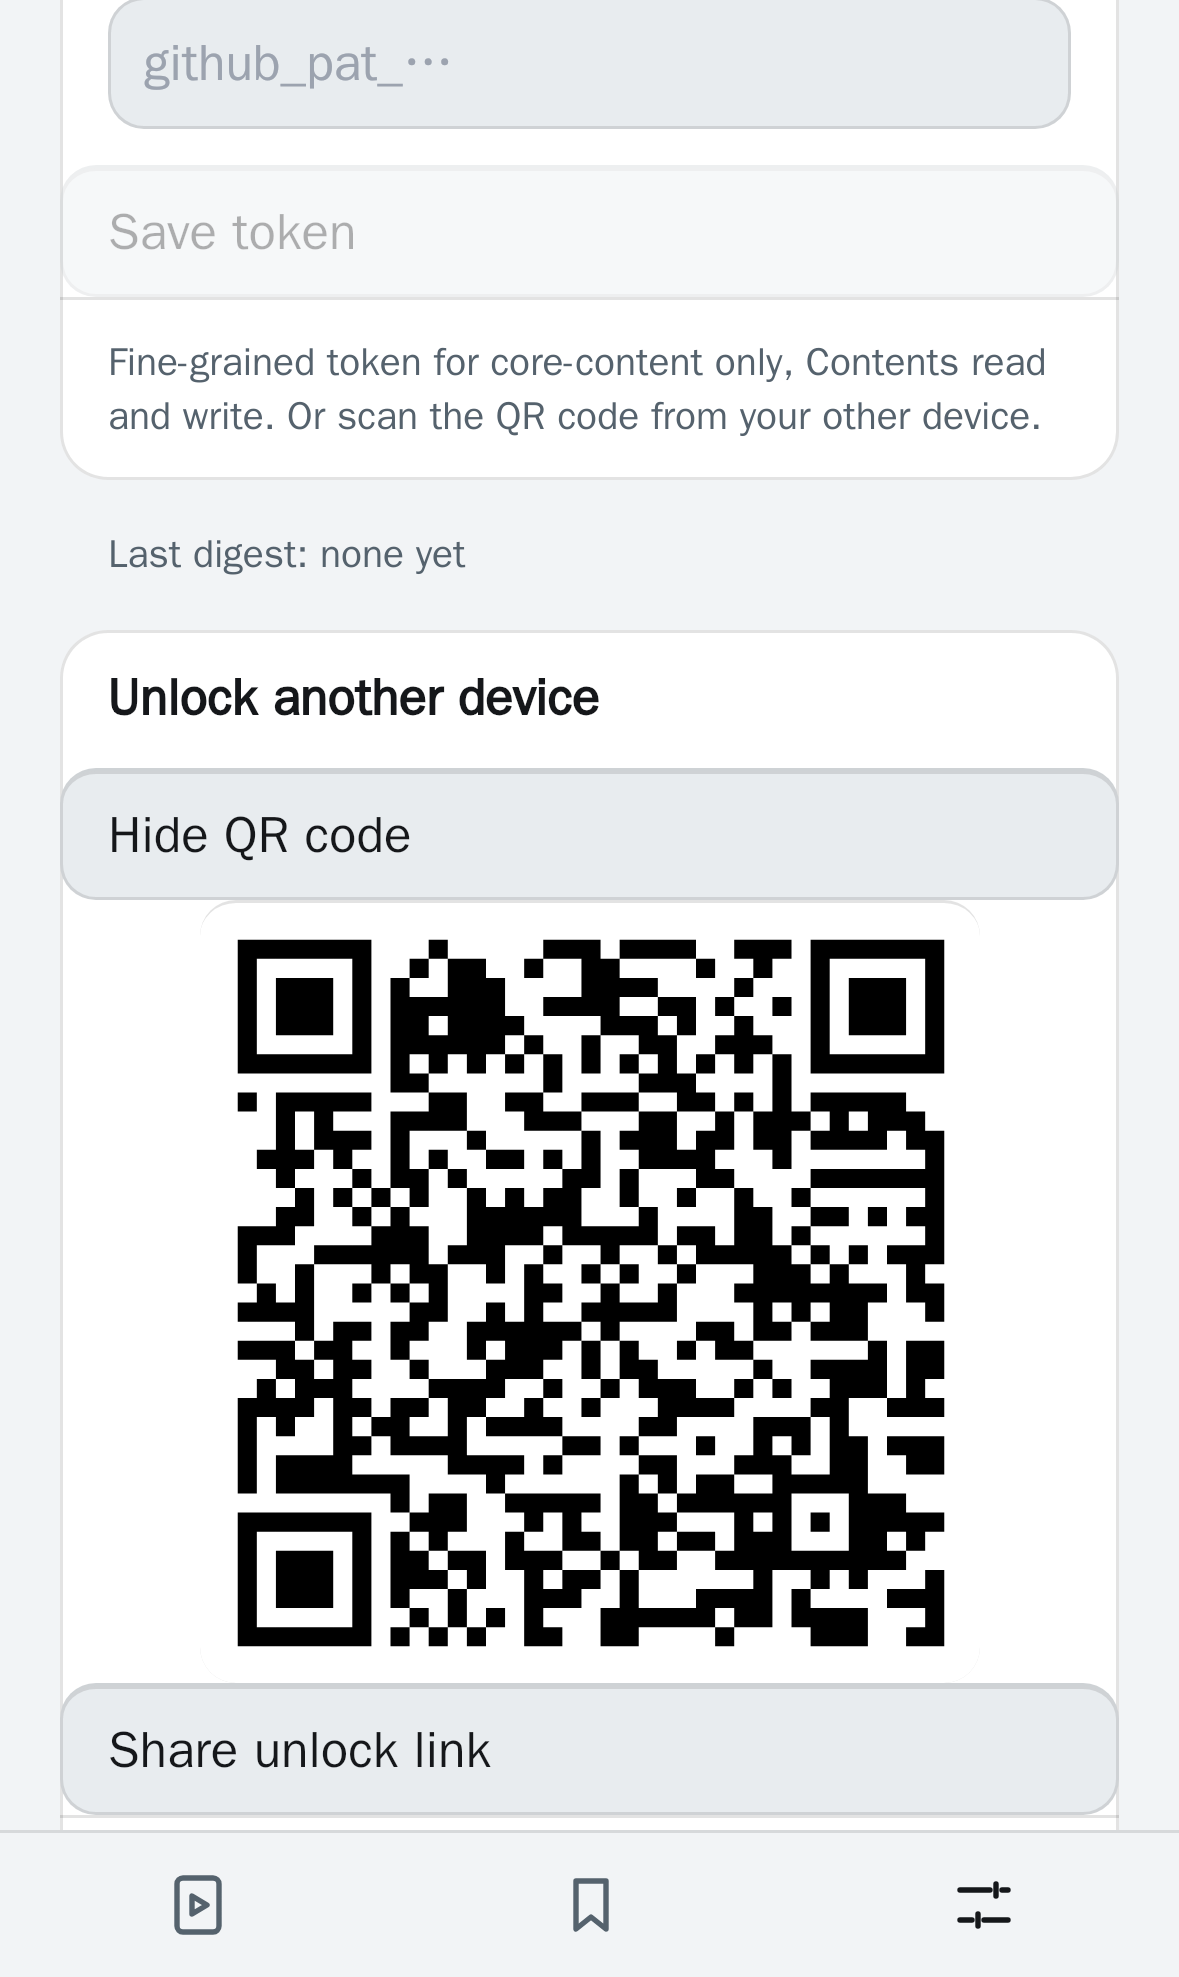 github_pat_···
Save token
Fine-grained token for core-content only, Contents read
and write. Or scan the QR code from your other device.
Last digest: none yet
Unlock another device
Hide QR code
Share unlock link